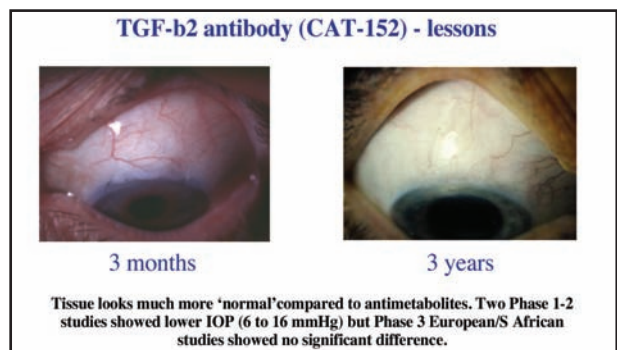 TGF-b2 antibody (CAT-152) - lessons
3 months
3 years
Tissue looks much more ‘normal’compared to antimetabolites. Two Phase 1-2
studies showed lower IOP (6 to 16 mmHg) but Phase 3 European/S African
studies showed no significant difference.